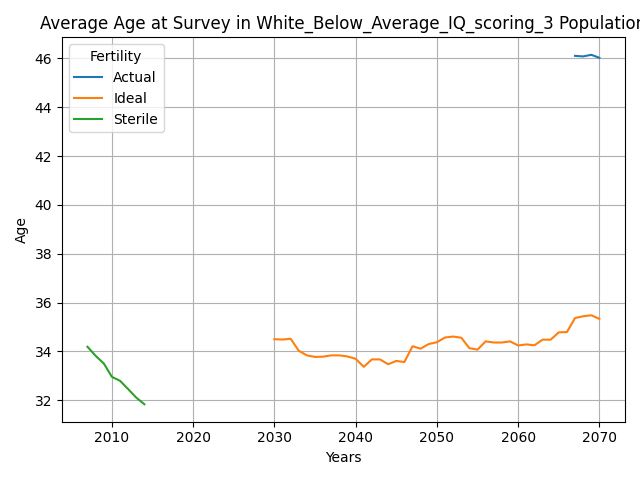 Average Age at Survey in White_Below_Average_IQ_scoring_3 Population
Fertility
Actual
Ideal
Sterile
46
44
42
40
38
36
34
32
Age
2010 2020 2030 2040 2050 2060 2070
Years